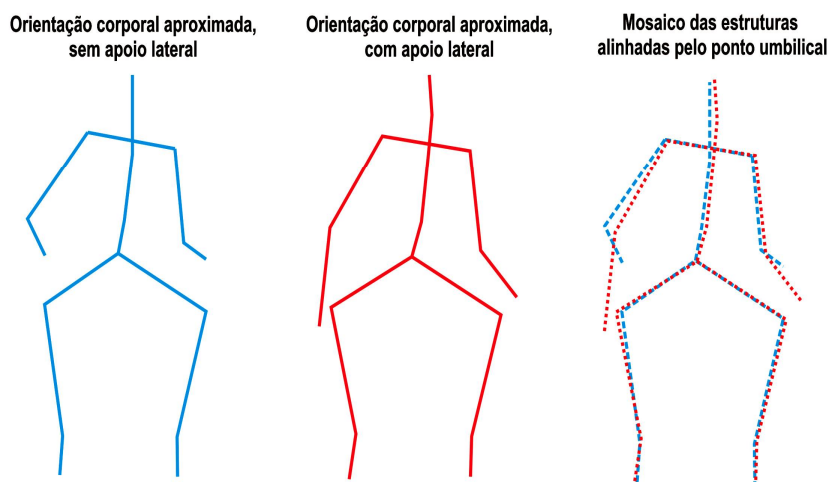 Orientação corporal aproximada,
sem apoio lateral
Orientação corporal aproximada,
com apoio lateral
Mosaico das estruturas
alinhadas pelo ponto umbilical